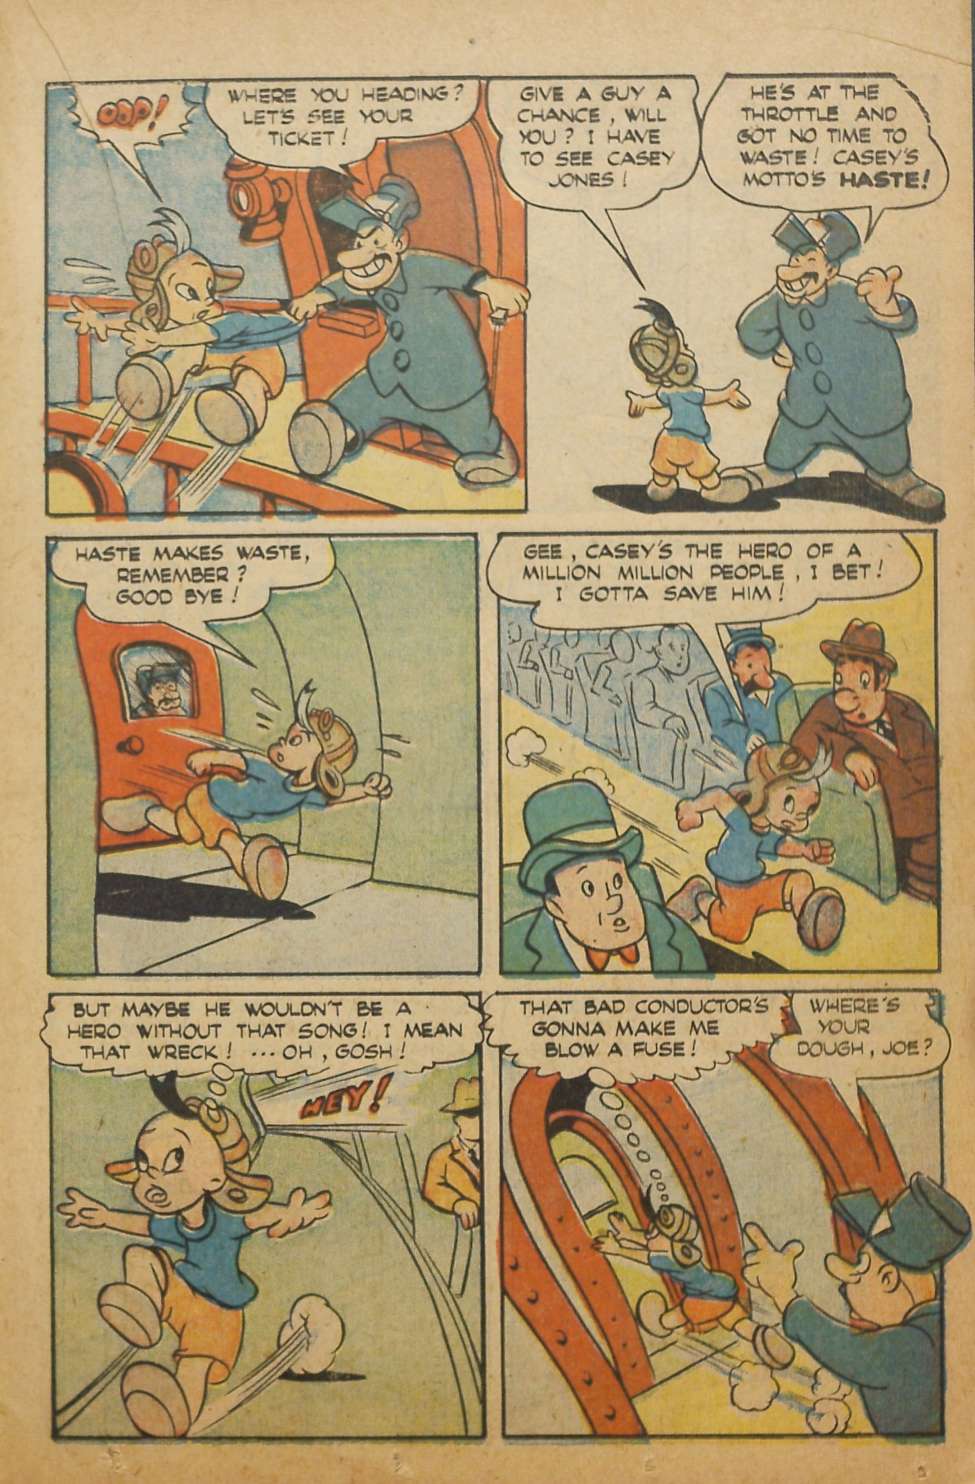 OOP!
WHERE YOU HEADING?
LET'S SEE YOUR
TICKET!
GIVE A GUY A
CHANCE, WILL
YOU? I HAVE
TO SEE CASEY
JONES!
HE'S AT THE
THROTTLE AND
GOT NO TIME TO
WASTE! CASEY'S
MOTTO'S HASTE!
HASTE MAKES WASTE,
REMEMBER?
GOOD BYE!
GEE, CASEY'S THE HERO OF A
MILLION MILLION PEOPLE, I BET!
I GOTTA SAVE HIM!
BUT MAYBE HE WOULDN'T BE A
HERO WITHOUT THAT SONG! I MEAN
THAT WRECK! ... OH, GOSH!
HEY!
THAT BAD CONDUCTOR'S
GONNA MAKE ME
BLOW A FUSE!
WHERE'S
YOUR
DOUGH, JOE?